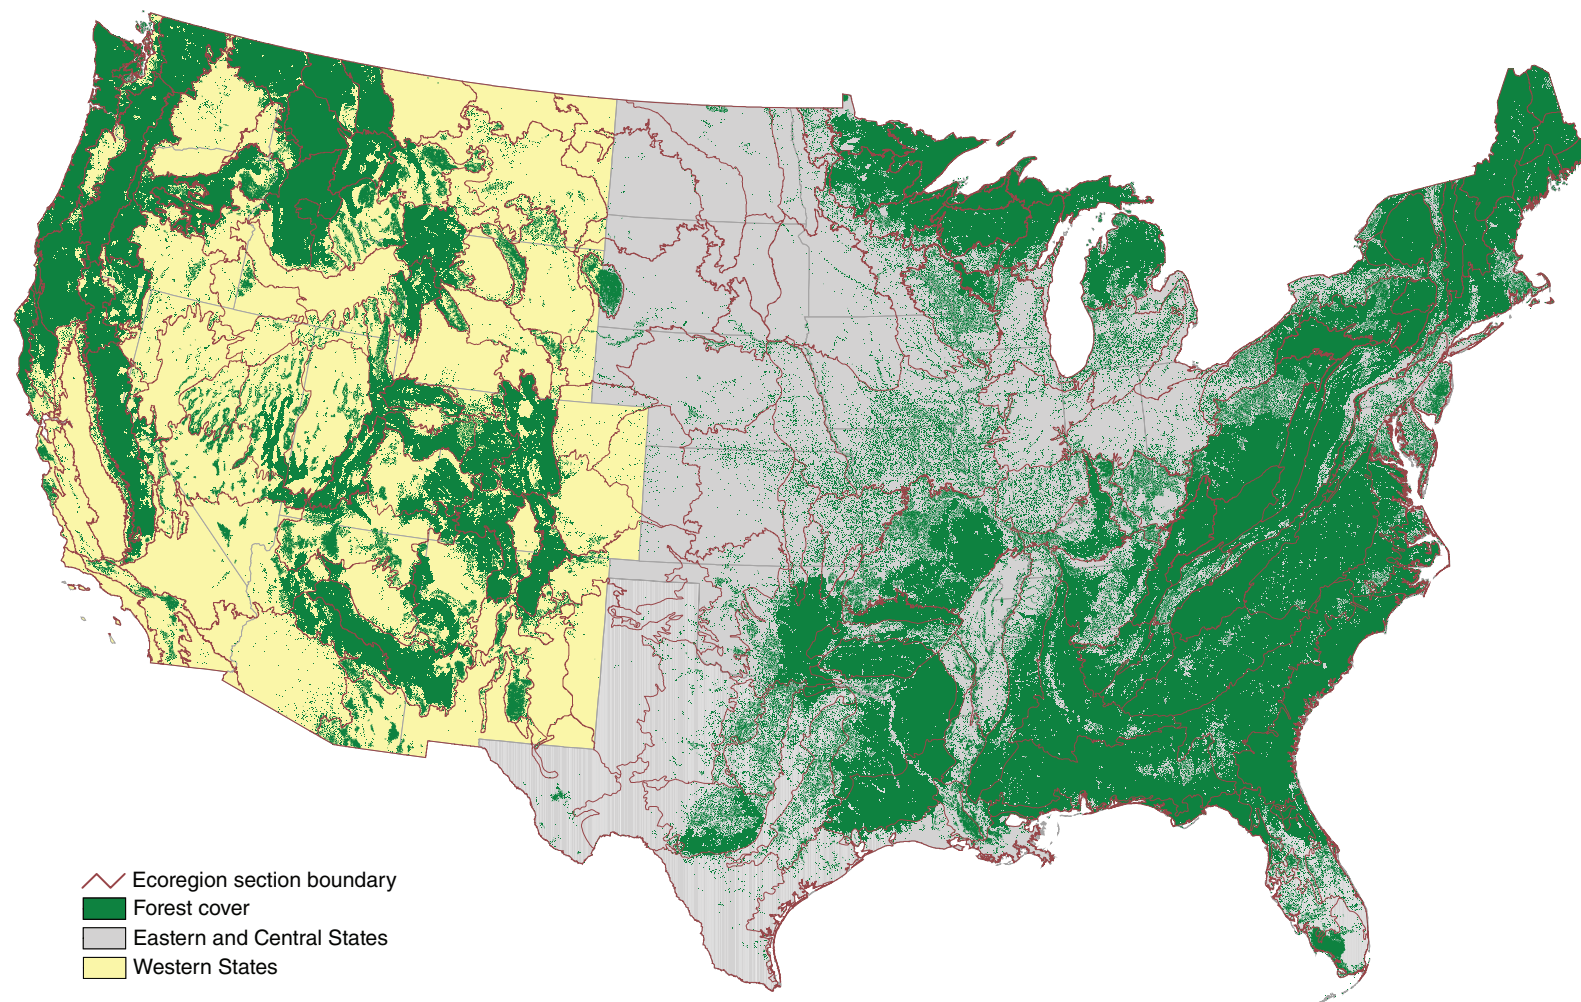 Ecoregion section boundary
Forest cover
Eastern and Central States
Western States